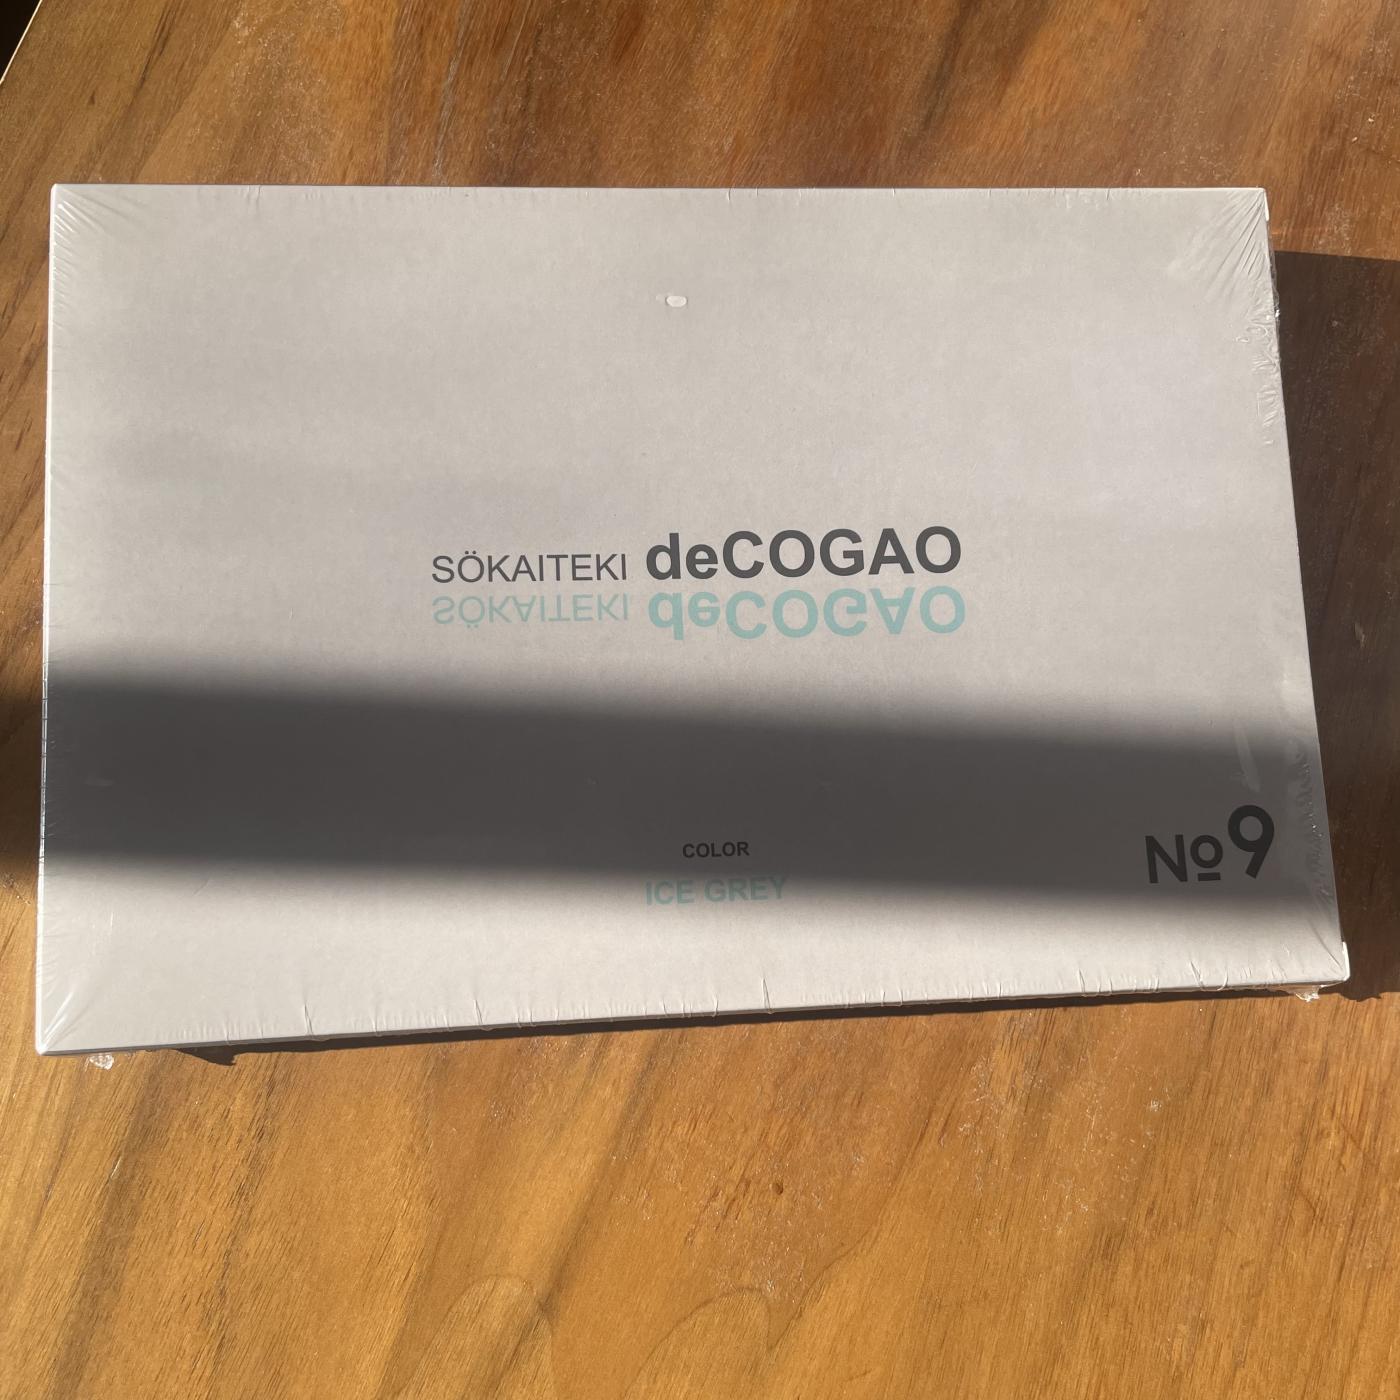 SÖKAITEKI deCOGAO
SÖKAITEKI deCOGAO
COLOR
ICE GREY
Nº9